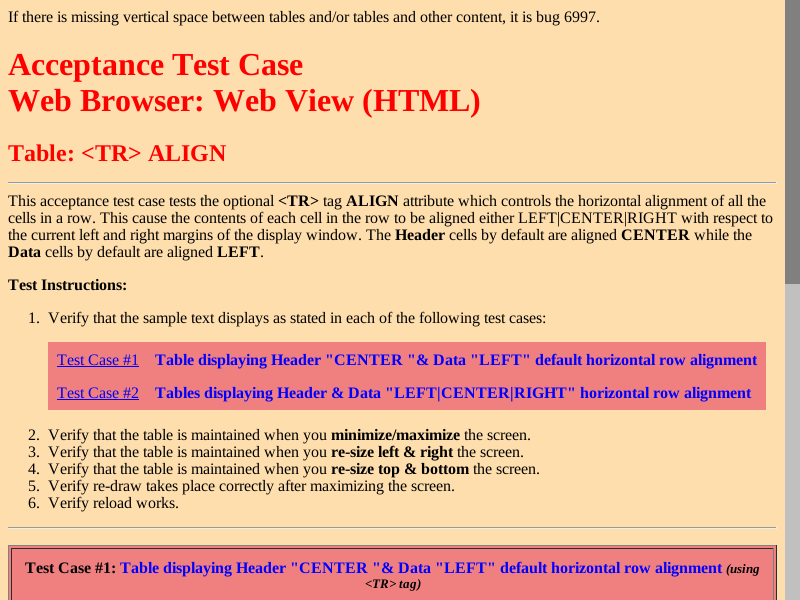 If there is missing vertical space between tables and/or tables and other content, it is bug 6997.
Acceptance Test Case
Web Browser: Web View (HTML)
Table: <TR> ALIGN
This acceptance test case tests the optional <TR> tag ALIGN attribute which controls the horizontal alignment of all the
cells in a row. This cause the contents of each cell in the row to be aligned either LEFT|CENTER|RIGHT with respect to
the current left and right margins of the display window. The Header cells by default are aligned CENTER while the
Data cells by default are aligned LEFT.
Test Instructions:
1. Verify that the sample text displays as stated in each of the following test cases:
Test Case #1 Table displaying Header "CENTER "& Data "LEFT" default horizontal row alignment
Test Case #2 Tables displaying Header & Data "LEFT|CENTER|RIGHT" horizontal row alignment
2. Verify that the table is maintained when you minimize/maximize the screen.
3. Verify that the table is maintained when you re-size left & right the screen.
4. Verify that the table is maintained when you re-size top & bottom the screen.
5. Verify re-draw takes place correctly after maximizing the screen.
6. Verify reload works.
Test Case #1: Table displaying Header "CENTER "& Data "LEFT" default horizontal row alignment (using
<TR> tag)